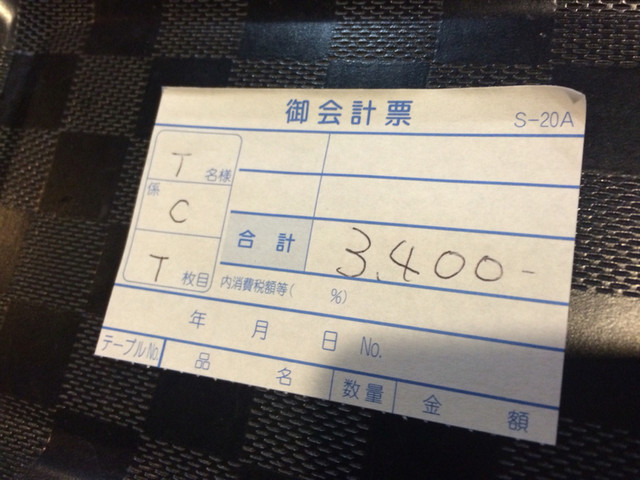 御会計票 S-20A
T 名様
係 C
合計 3,400-
T 枚目
内消費税額等( %)
年 月 日 No.
テーブルNo. 品名 数量 金額